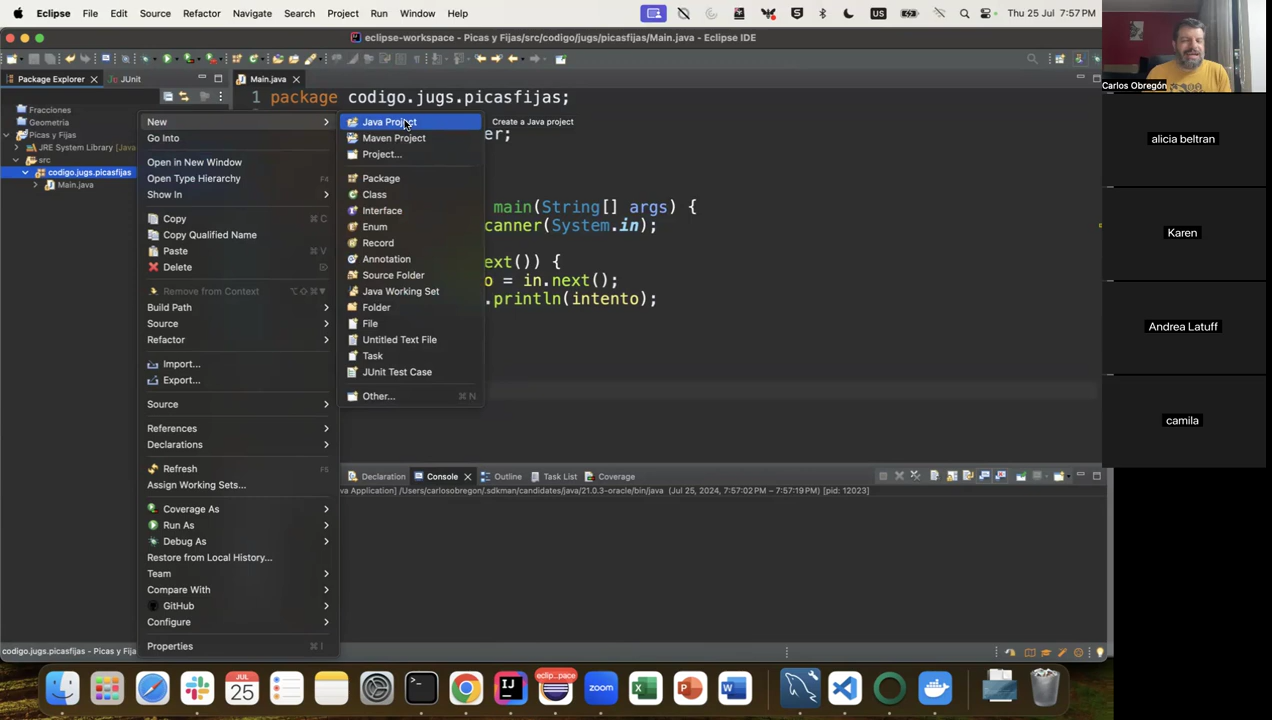 Eclipse File Edit Source Refactor Navigate Search Project Run Window Help US Thu 25 Jul 7:57 PM
eclipse-workspace - Picas y Fijas/src/codigo/jugs/picasfijas/Main.java - Eclipse IDE
Package Explorer JUnit
Fracciones
Geometria
Picas y Fijas
JRE System Library [Java
src
codigo.jugs.picasfijas
Main.java
Main.java
1 package codigo.jugs.picasfijas;
er;
main(String[] args) {
canner(System.in);
ext()) {
o = in.next();
.println(intento);
New
Go Into
Open in New Window
Open Type Hierarchy F4
Show In
Copy ⌘C
Copy Qualified Name
Paste ⌘V
Delete
Remove from Context
Build Path
Source
Refactor
Import...
Export...
Source
References
Declarations
Refresh F5
Assign Working Sets...
Coverage As
Run As
Debug As
Restore from Local History...
Team
Compare With
GitHub
Configure
Properties ⌘I
Java Project
Maven Project
Project...
Package
Class
Interface
Enum
Record
Annotation
Source Folder
Java Working Set
Folder
File
Untitled Text File
Task
JUnit Test Case
Other... ⌘N
Create a Java project
Declaration Console Outline Task List Coverage
va Application] /Users/carlosobregon/.sdkman/candidates/java/21.0.3-oracle/bin/java (Jul 25, 2024, 7:57:02 PM – 7:57:19 PM) [pid: 12023]
codigo.jugs.picasfijas - Picas y Fija
JUL
25
eclip...pace
zoom
Carlos Obregón
alicia beltran
Karen
Andrea Latuff
camila